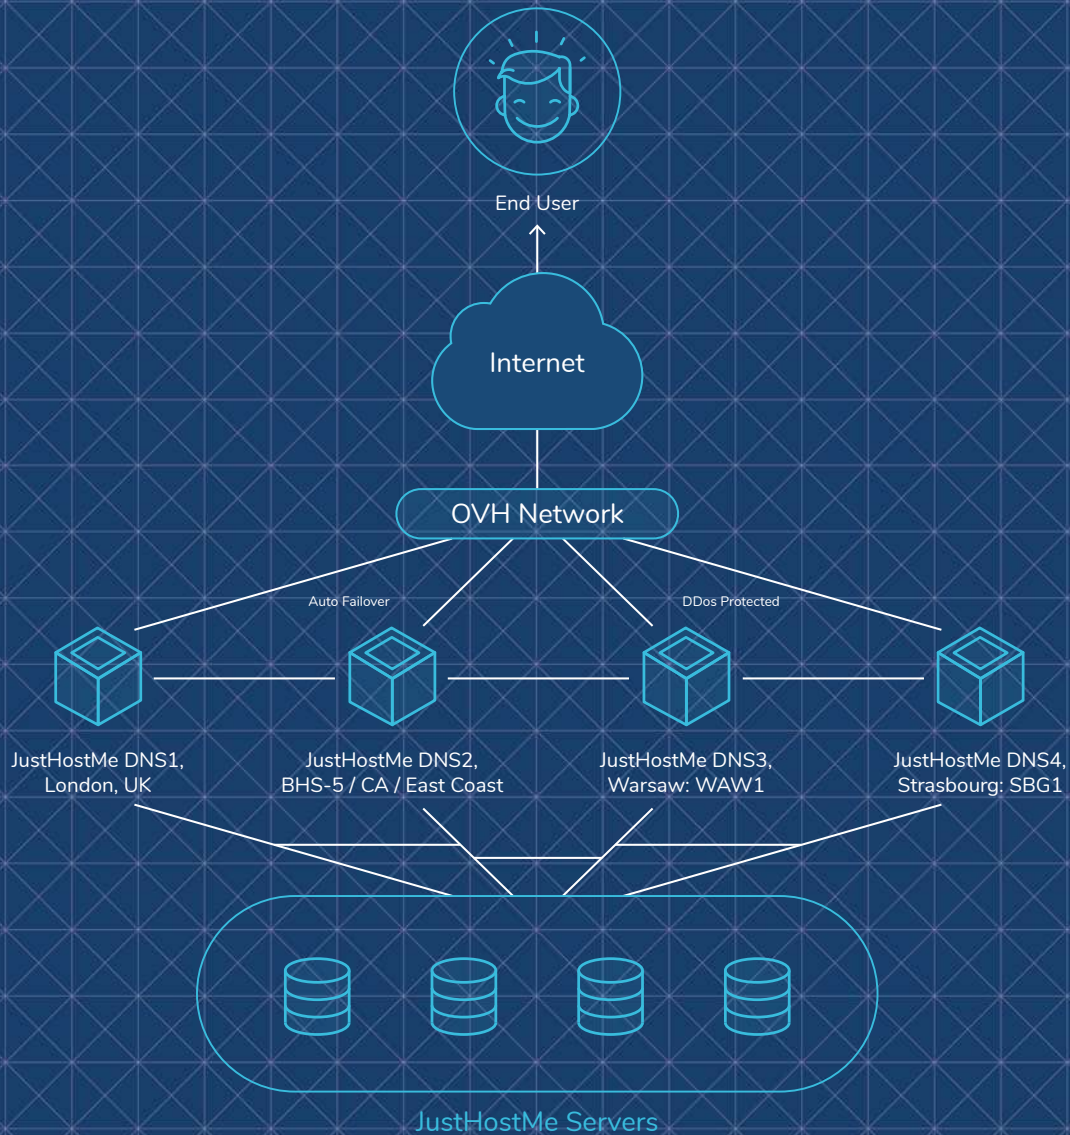 End User
Internet
OVH Network
Auto Failover
DDos Protected
JustHostMe DNS1,
London, UK
JustHostMe DNS2,
BHS-5 / CA / East Coast
JustHostMe DNS3,
Warsaw: WAW1
JustHostMe DNS4,
Strasbourg: SBG1
JustHostMe Servers